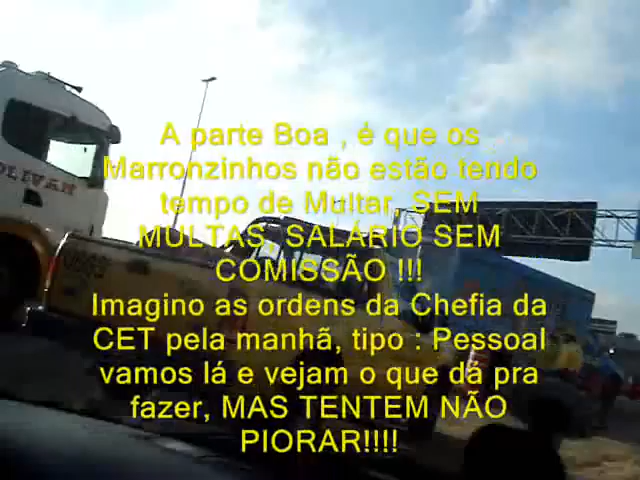 A parte Boa , é que os
Marronzinhos não estão tendo
tempo de Multar, SEM
MULTAS, SALÁRIO SEM
COMISSÃO !!!
Imagino as ordens da Chefia da
CET pela manhã, tipo : Pessoal
vamos lá e vejam o que dá pra
fazer, MAS TENTEM NÃO
PIORAR!!!!
OLIVAN